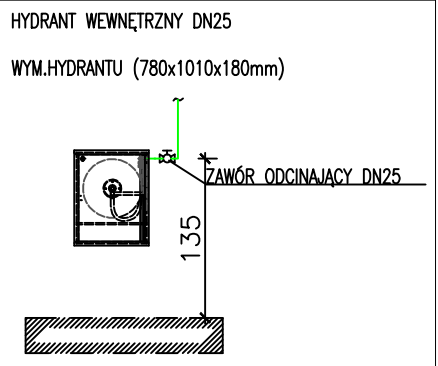 HYDRANT WEWNĘTRZNY DN25
WYM.HYDRANTU (780x1010x180mm)
ZAWÓR ODCINAJĄCY DN25
135